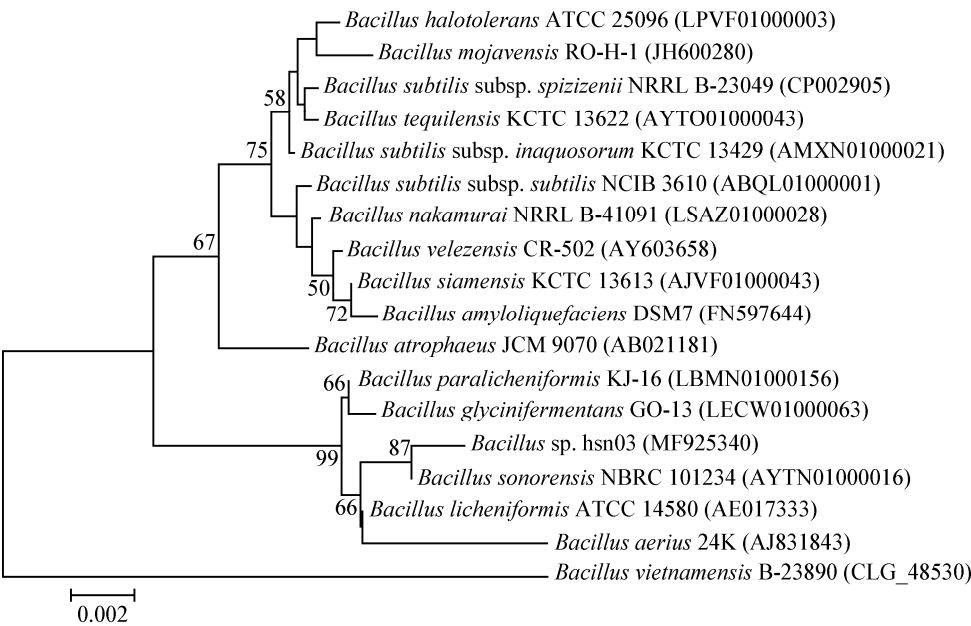 Bacillus halotolerans ATCC 25096 (LPVF01000003)
Bacillus mojavensis RO-H-1 (JH600280)
Bacillus subtilis subsp. spizizenii NRRL B-23049 (CP002905)
58
Bacillus tequilensis KCTC 13622 (AYTO01000043)
75
Bacillus subtilis subsp. inaquosorum KCTC 13429 (AMXN01000021)
Bacillus subtilis subsp. subtilis NCIB 3610 (ABQL01000001)
Bacillus nakamurai NRRL B-41091 (LSAZ01000028)
67
Bacillus velezensis CR-502 (AY603658)
Bacillus siamensis KCTC 13613 (AJVF01000043)
50
72
Bacillus amyloliquefaciens DSM7 (FN597644)
Bacillus atrophaeus JCM 9070 (AB021181)
66
Bacillus paralicheniformis KJ-16 (LBMN01000156)
Bacillus glycinifermentans GO-13 (LECW01000063)
87
Bacillus sp. hsn03 (MF925340)
99
Bacillus sonorensis NBRC 101234 (AYTN01000016)
66
Bacillus licheniformis ATCC 14580 (AE017333)
Bacillus aerius 24K (AJ831843)
Bacillus vietnamensis B-23890 (CLG_48530)
0.002